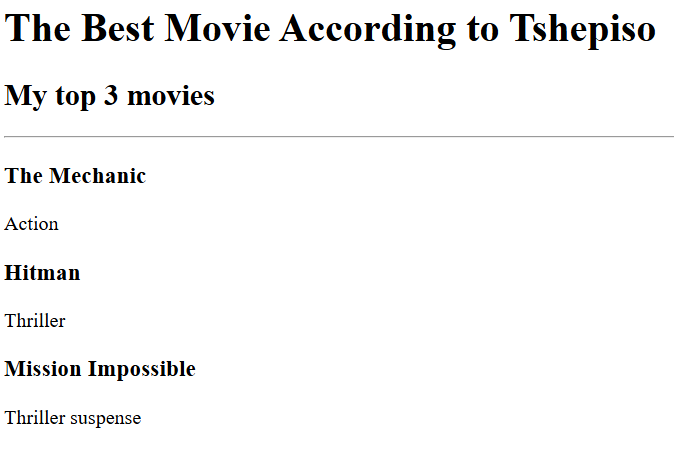 The Best Movie According to Tshepiso
My top 3 movies
The Mechanic
Action
Hitman
Thriller
Mission Impossible
Thriller suspense